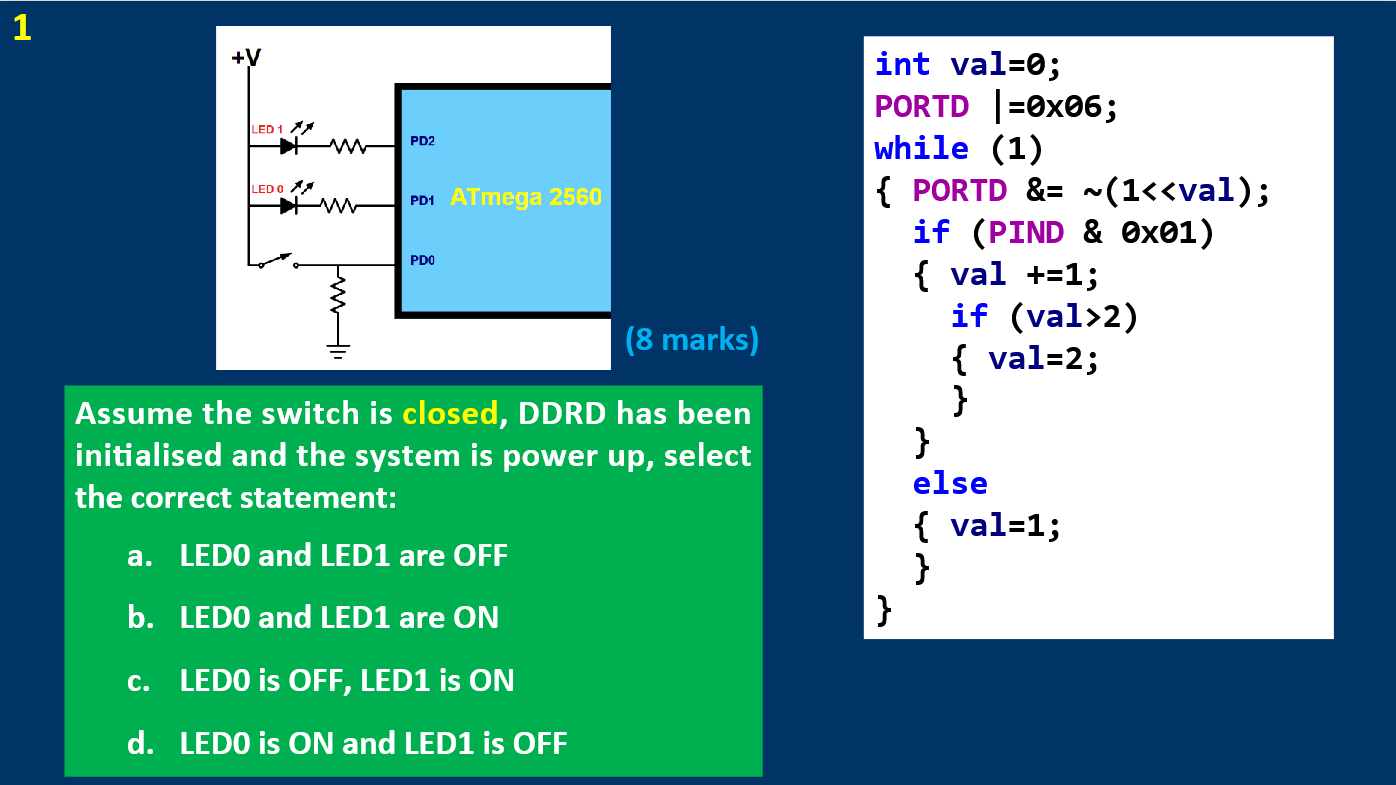 1
+V
LED 1
PD2
LED 0
PD1
ATmega 2560
PD0
(8 marks)
Assume the switch is closed, DDRD has been
initialised and the system is power up, select
the correct statement:
a. LED0 and LED1 are OFF
b. LED0 and LED1 are ON
c. LED0 is OFF, LED1 is ON
d. LED0 is ON and LED1 is OFF
int val=0;
PORTD |=0x06;
while (1)
{ PORTD &= ~(1<<val);
if (PIND & 0x01)
{ val +=1;
if (val>2)
{ val=2;
}
}
else
{ val=1;
}
}